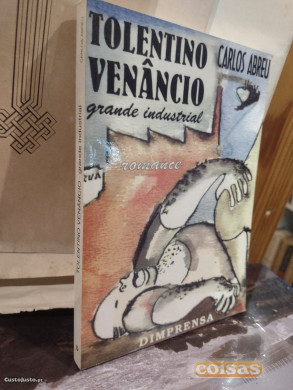 TOLENTINO
VENÂNCIO
CARLOS ABREU
grande industrial
romance
DIMPRENSA
TOLENTINO VENÂNCIO grande industrial
CustoJusto.pt
coisas